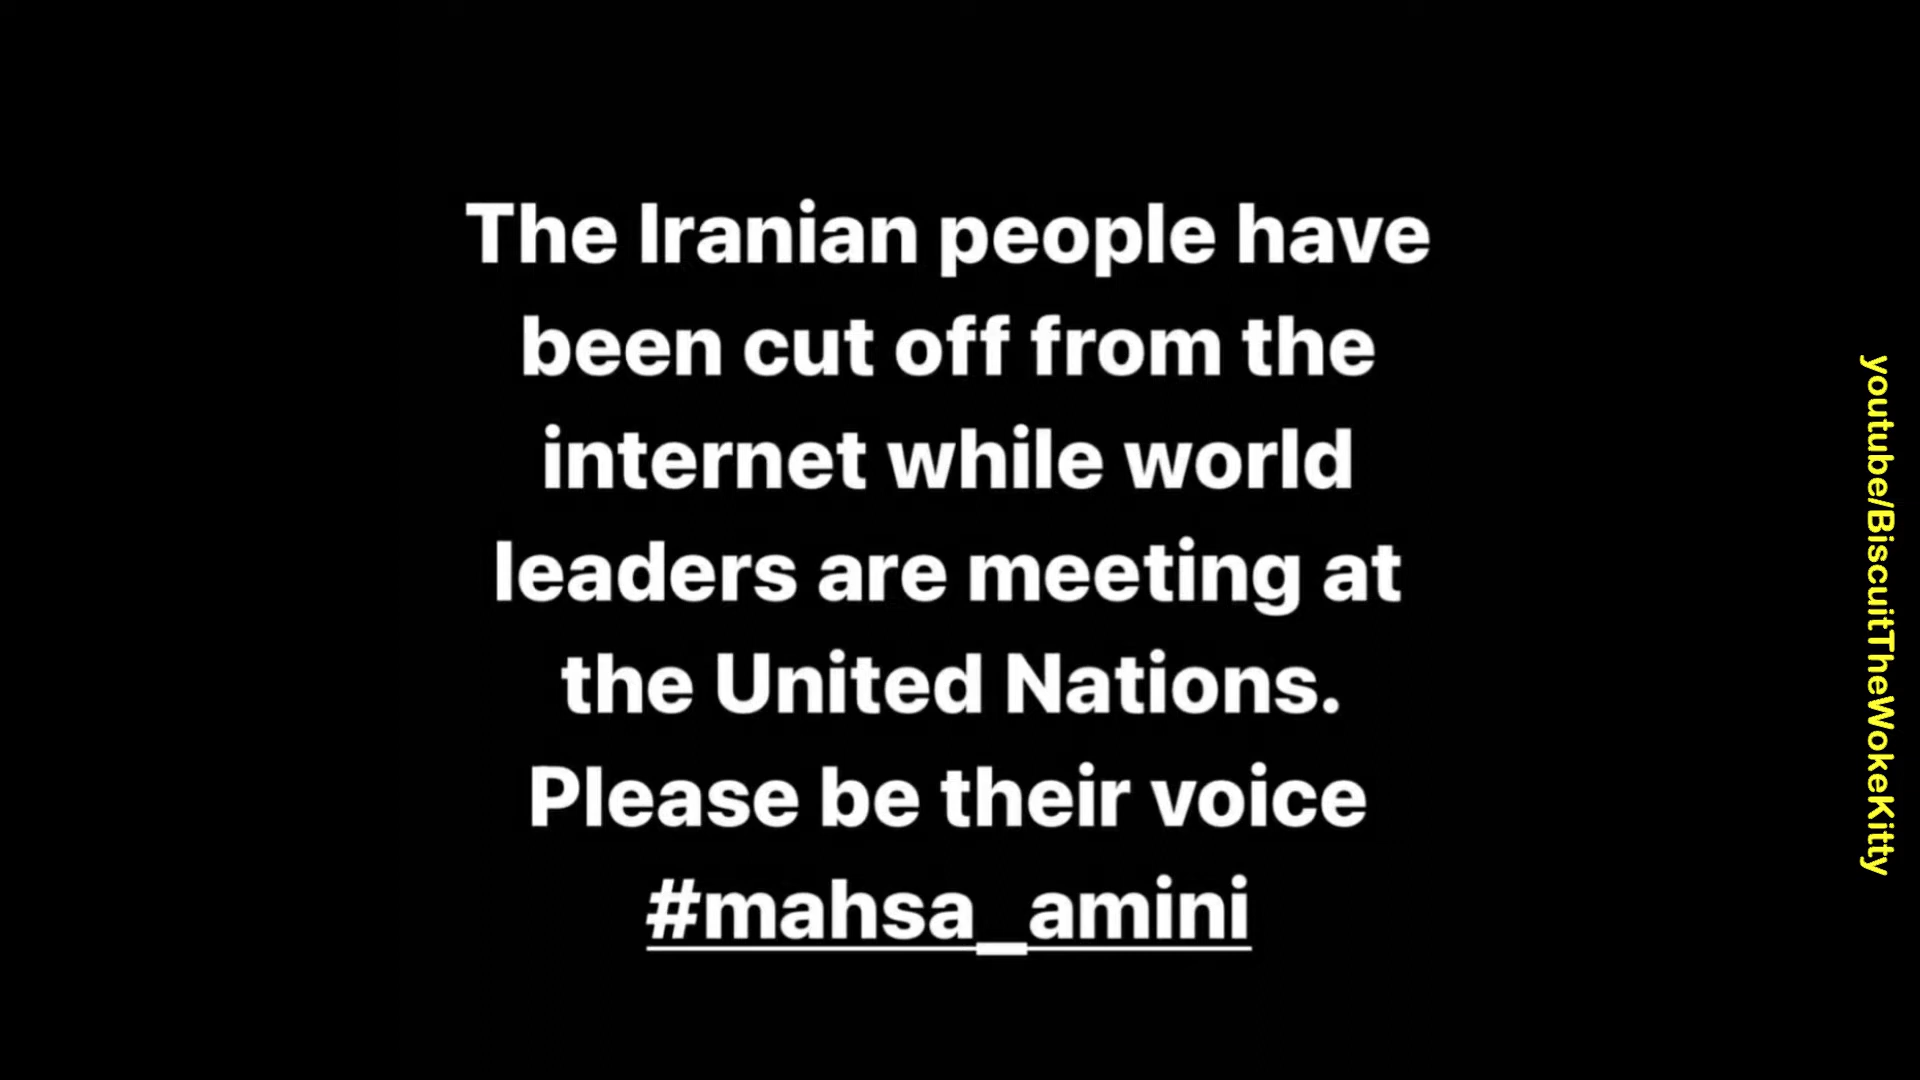 The Iranian people have
been cut off from the
internet while world
leaders are meeting at
the United Nations.
Please be their voice
#mahsa_amini
youtube/BiscuitTheWokeKitty